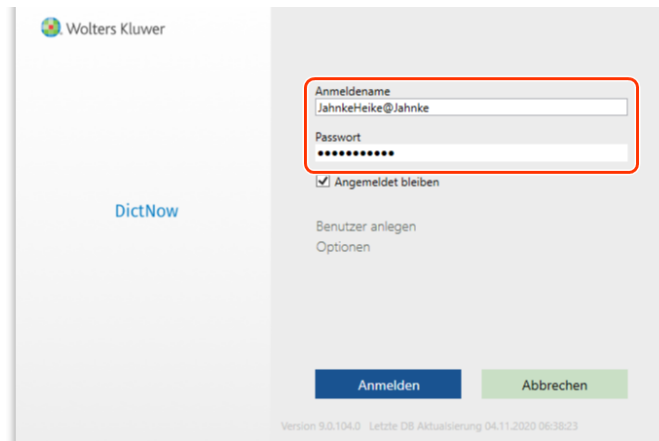 Wolters Kluwer
Anmeldename
JahnkeHeike@Jahnke
Passwort
•••••••••••
Angemeldet bleiben
DictNow
Benutzer anlegen
Optionen
Anmelden
Abbrechen
Version 9.0.104.0 Letzte DB Aktualisierung 04.11.2020 06:38:23